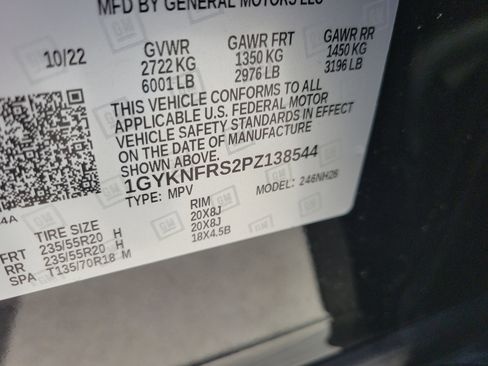 MFD BY GENERAL MOTORS LLC
10/22
GVWR
2722 KG
6001 LB
GAWR FRT
1350 KG
2976 LB
GAWR RR
1450 KG
3196 LB
THIS VEHICLE CONFORMS TO ALL
APPLICABLE U.S. FEDERAL MOTOR
VEHICLE SAFETY STANDARDS IN EFFECT
ON THE DATE OF MANUFACTURE
SHOWN ABOVE.
1GYKNFRS2PZ138544
TYPE: MPV
MODEL: 246NH26
4A
TIRE SIZE
RIM
FRT 235/55R20 H 20X8J
RR 235/55R20 H 20X8J
SPA T135/70R18 M 18X4.5B
GM